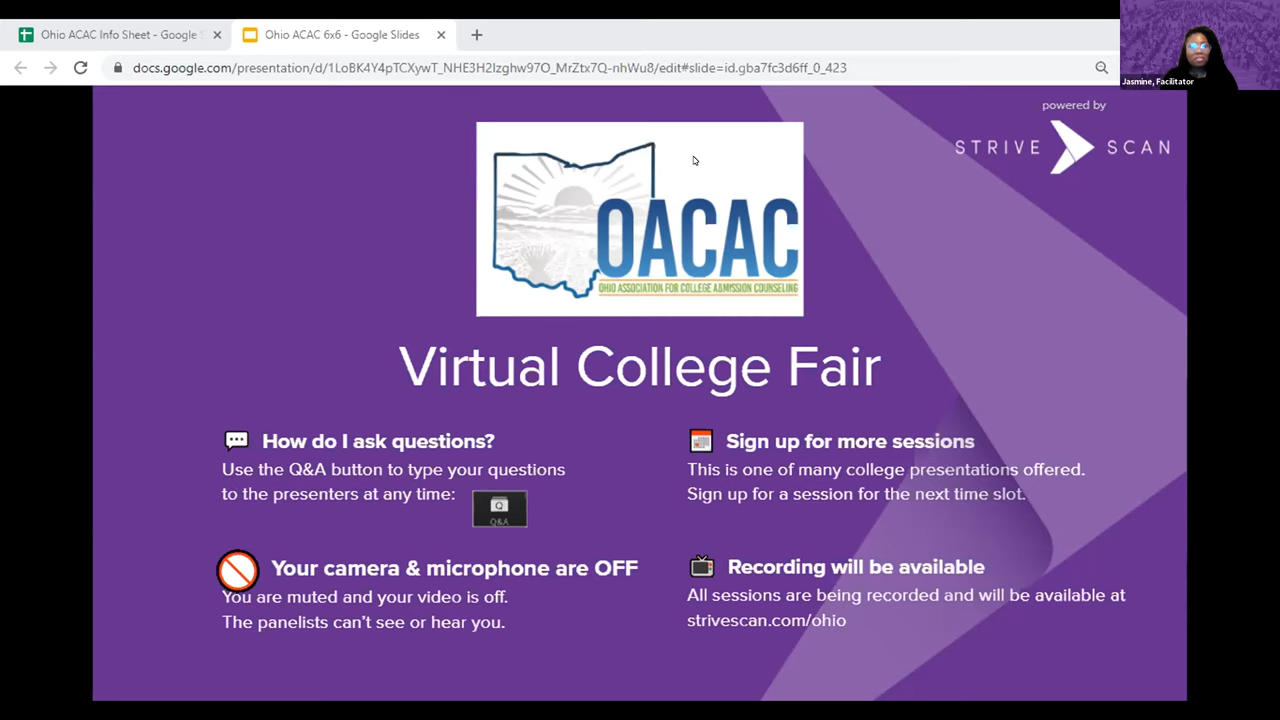 Ohio ACAC Info Sheet - Google
Ohio ACAC 6x6 - Google Slides
docs.google.com/presentation/d/1LoBK4Y4pTCXywT_NHE3H2Izghw97O_MrZtx7Q-nhWu8/edit#slide=id.gba7fc3d6ff_0_423
Jasmine, Facilitator
powered by
STRIVE SCAN
OACAC
OHIO ASSOCIATION FOR COLLEGE ADMISSION COUNSELING
Virtual College Fair
How do I ask questions?
Use the Q&A button to type your questions
to the presenters at any time:
Q
Q&A
Sign up for more sessions
This is one of many college presentations offered.
Sign up for a session for the next time slot.
Your camera & microphone are OFF
You are muted and your video is off.
The panelists can't see or hear you.
Recording will be available
All sessions are being recorded and will be available at
strivescan.com/ohio